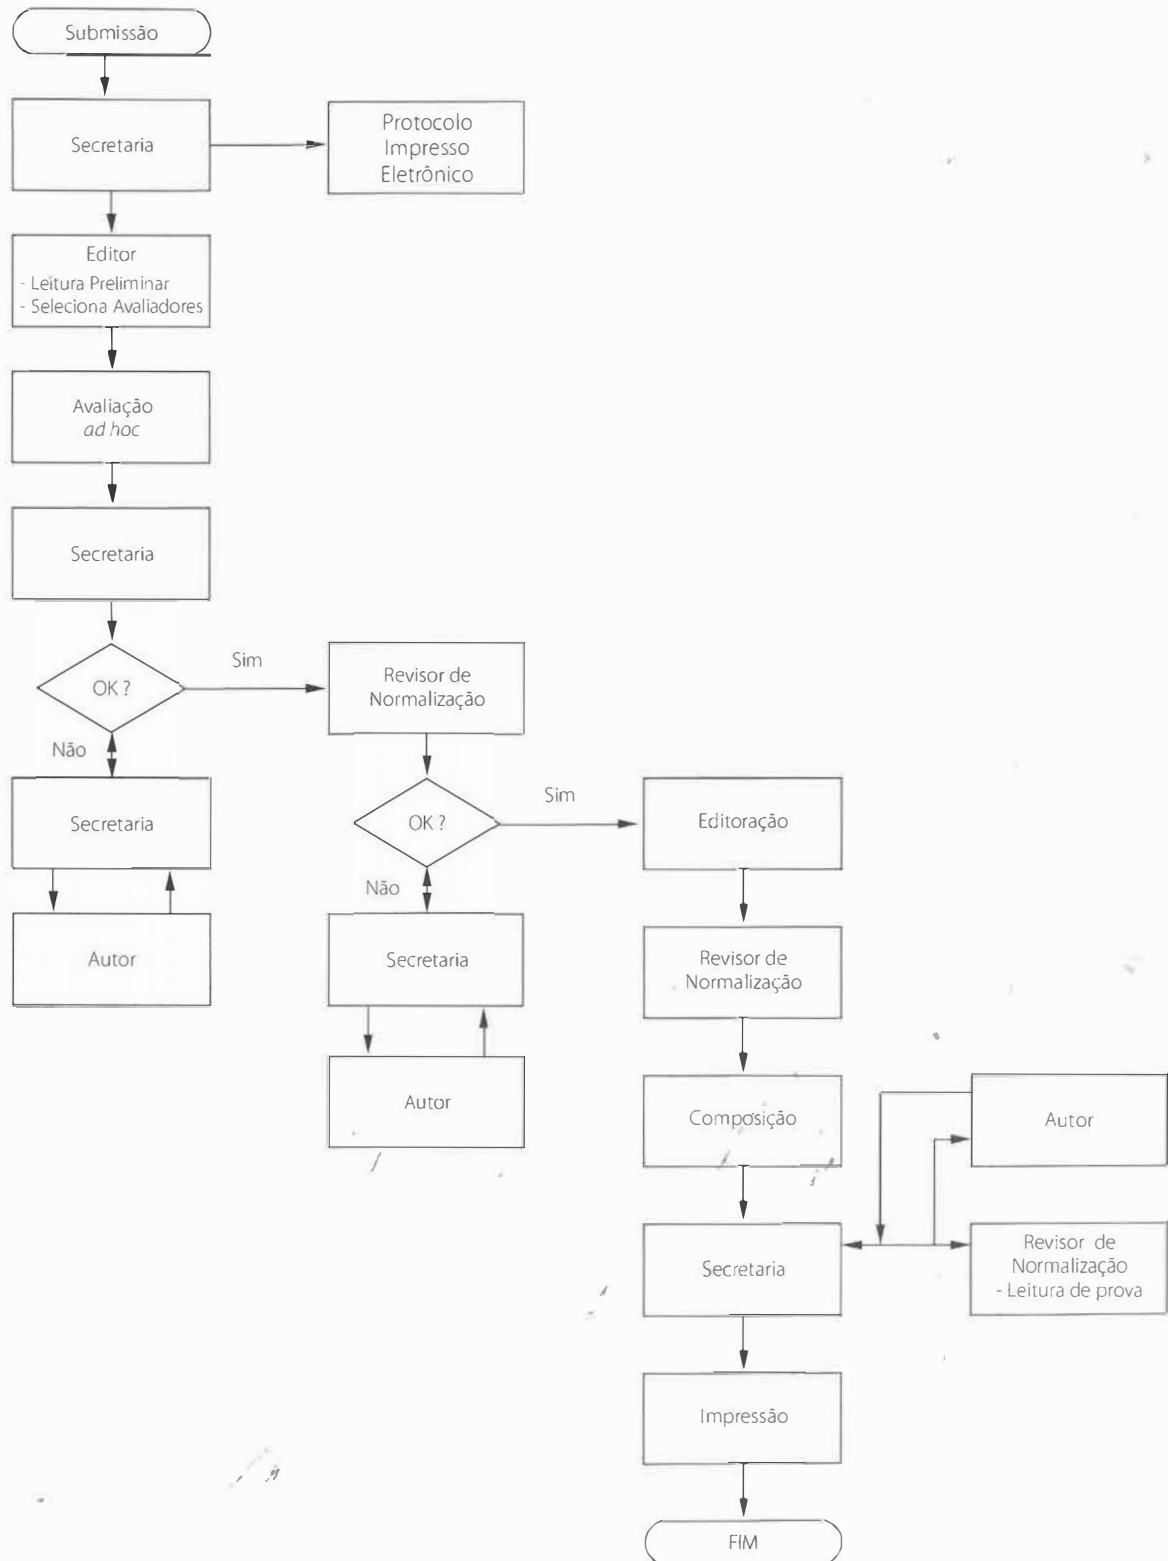 Submissão
Secretaria
Protocolo
Impresso
Eletrônico
Editor
- Leitura Preliminar
- Seleciona Avaliadores
Avaliação
ad hoc
Secretaria
OK ?
Sim
Não
Secretaria
Autor
Revisor de
Normalização
OK ?
Sim
Não
Secretaria
Autor
Editoração
Revisor de
Normalização
Composição
Autor
Secretaria
Revisor de
Normalização
- Leitura de prova
Impressão
FIM